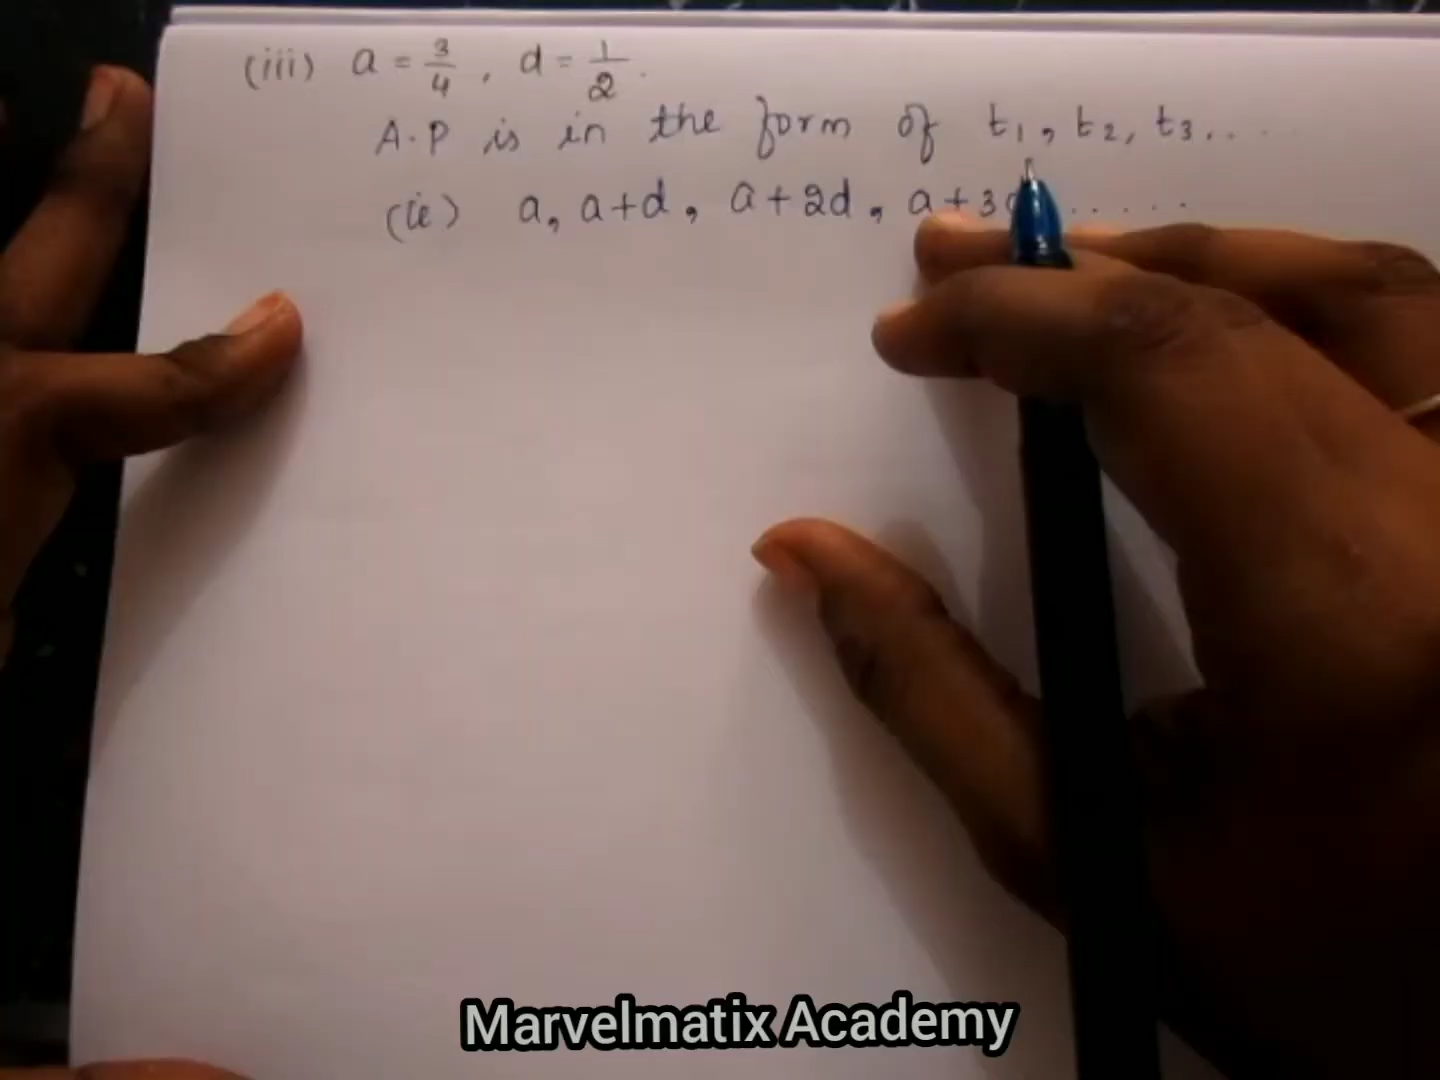 (iii) a = 3/4 , d = 1/2 .
A.P is in the form of t1, t2, t3....
(ie) a, a+d, a+2d, a+3 .....
Marvelmatix Academy